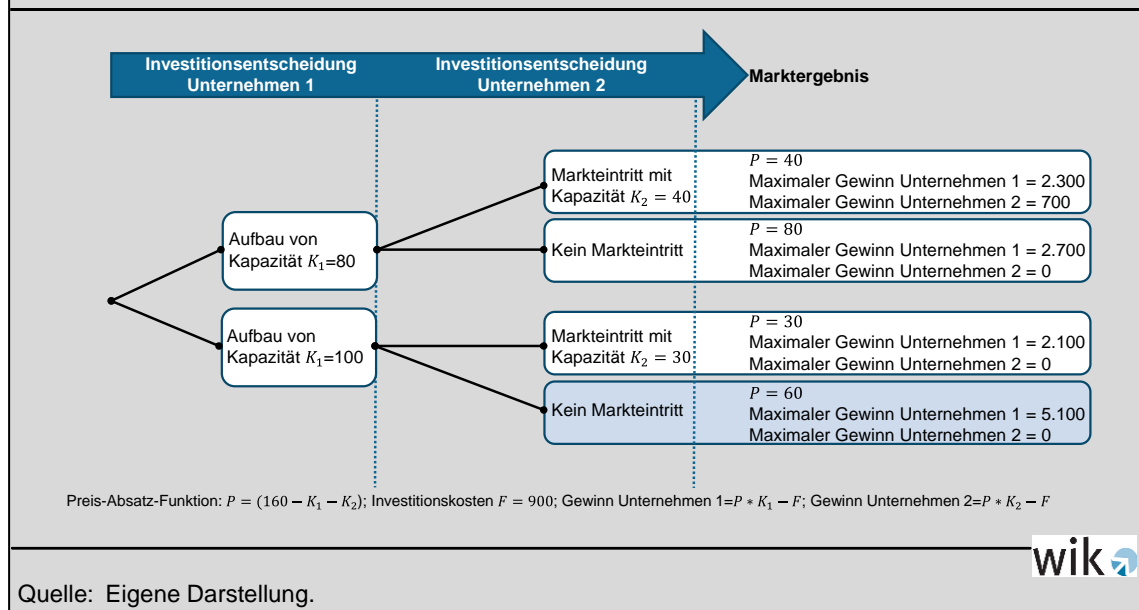 Investitionsentscheidung
Unternehmen 1
Investitionsentscheidung
Unternehmen 2
Marktergebnis
Aufbau von
Kapazität K₁=80
Markteintritt mit
Kapazität K₂ = 40
P = 40
Maximaler Gewinn Unternehmen 1 = 2.300
Maximaler Gewinn Unternehmen 2 = 700
Kein Markteintritt
P = 80
Maximaler Gewinn Unternehmen 1 = 2.700
Maximaler Gewinn Unternehmen 2 = 0
Aufbau von
Kapazität K₁=100
Markteintritt mit
Kapazität K₂ = 30
P = 30
Maximaler Gewinn Unternehmen 1 = 2.100
Maximaler Gewinn Unternehmen 2 = 0
Kein Markteintritt
P = 60
Maximaler Gewinn Unternehmen 1 = 5.100
Maximaler Gewinn Unternehmen 2 = 0
Preis-Absatz-Funktion: P = (160 − K₁ − K₂); Investitionskosten F = 900; Gewinn Unternehmen 1=P * K₁ − F; Gewinn Unternehmen 2=P * K₂ − F
wik
Quelle: Eigene Darstellung.